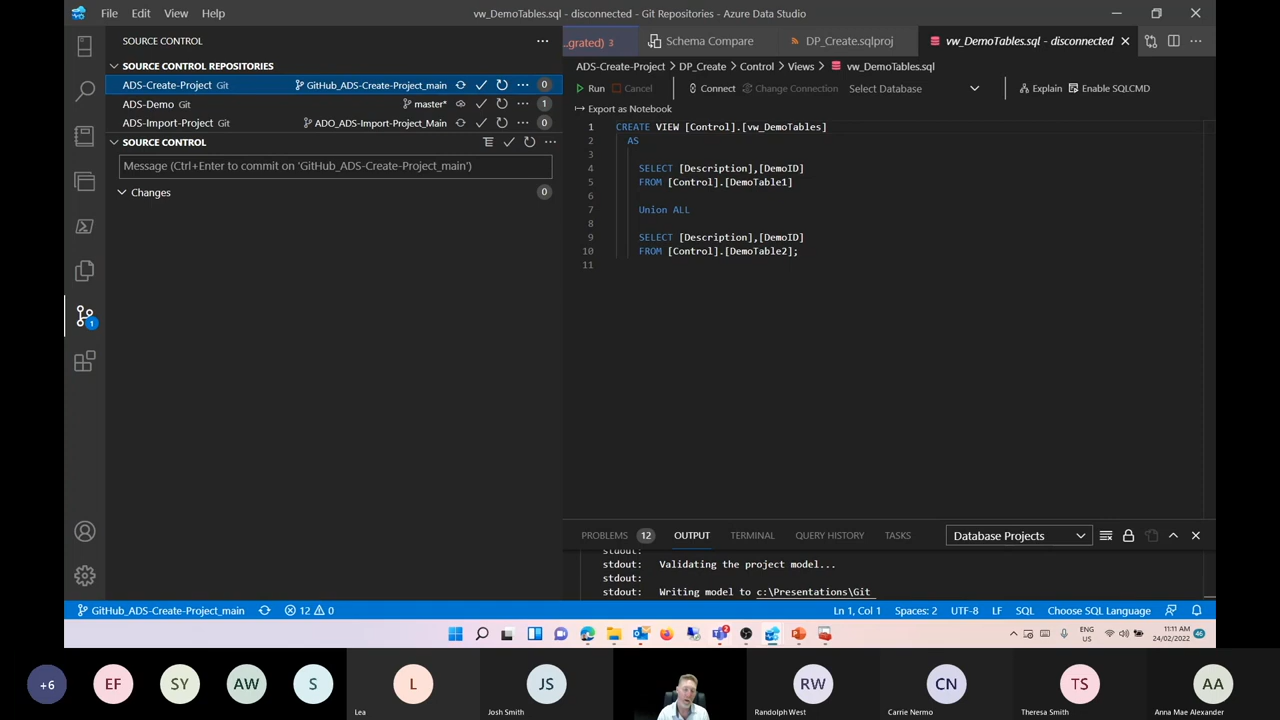 File Edit View Help
vw_DemoTables.sql - disconnected - Git Repositories - Azure Data Studio
SOURCE CONTROL
..grated) 3
Schema Compare
DP_Create.sqlproj
vw_DemoTables.sql - disconnected
SOURCE CONTROL REPOSITORIES
ADS-Create-Project Git GitHub_ADS-Create-Project_main 0
ADS-Demo Git master* 1
ADS-Import-Project Git ADO_ADS-Import-Project_Main 0
SOURCE CONTROL
Message (Ctrl+Enter to commit on 'GitHub_ADS-Create-Project_main')
Changes 0
1
ADS-Create-Project > DP_Create > Control > Views > vw_DemoTables.sql
Run Cancel Connect Change Connection Select Database Explain Enable SQLCMD
Export as Notebook
1 CREATE VIEW [Control].[vw_DemoTables]
2 AS
3
4 SELECT [Description],[DemoID]
5 FROM [Control].[DemoTable1]
6
7 Union ALL
8
9 SELECT [Description],[DemoID]
10 FROM [Control].[DemoTable2];
11
PROBLEMS 12 OUTPUT TERMINAL QUERY HISTORY TASKS Database Projects
stdout:
stdout: Validating the project model...
stdout:
stdout: Writing model to c:\Presentations\Git
GitHub_ADS-Create-Project_main 12 0 Ln 1, Col 1 Spaces: 2 UTF-8 LF SQL Choose SQL Language
ENG
US
11:11 AM
24/02/2022
46
2
+6 EF SY AW S L JS RW CN TS AA
Lea Josh Smith Randolph West Carrie Nermo Theresa Smith Anna Mae Alexander